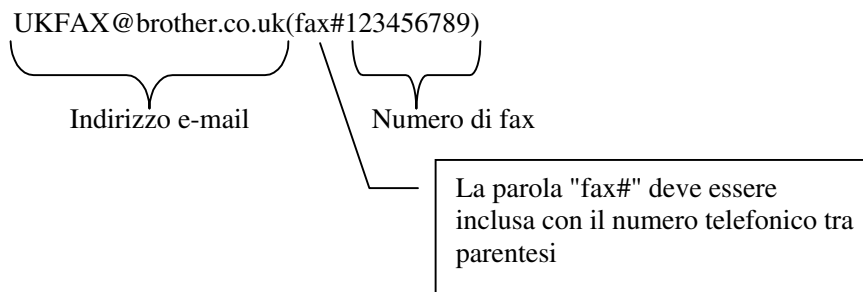 UKFAX@brother.co.uk(fax#123456789)
Indirizzo e-mail Numero di fax
La parola "fax#" deve essere
inclusa con il numero telefonico tra
parentesi